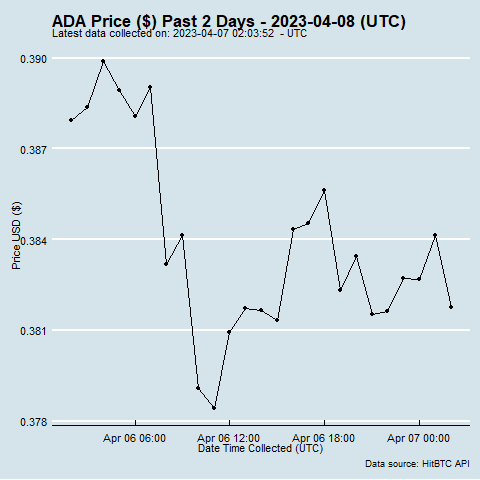 ADA Price ($) Past 2 Days - 2023-04-08 (UTC)
Latest data collected on: 2023-04-07 02:03:52 - UTC
0.390
0.387
0.384
0.381
0.378
Price USD ($)
Apr 06 06:00
Apr 06 12:00
Apr 06 18:00
Apr 07 00:00
Date Time Collected (UTC)
Data source: HitBTC API